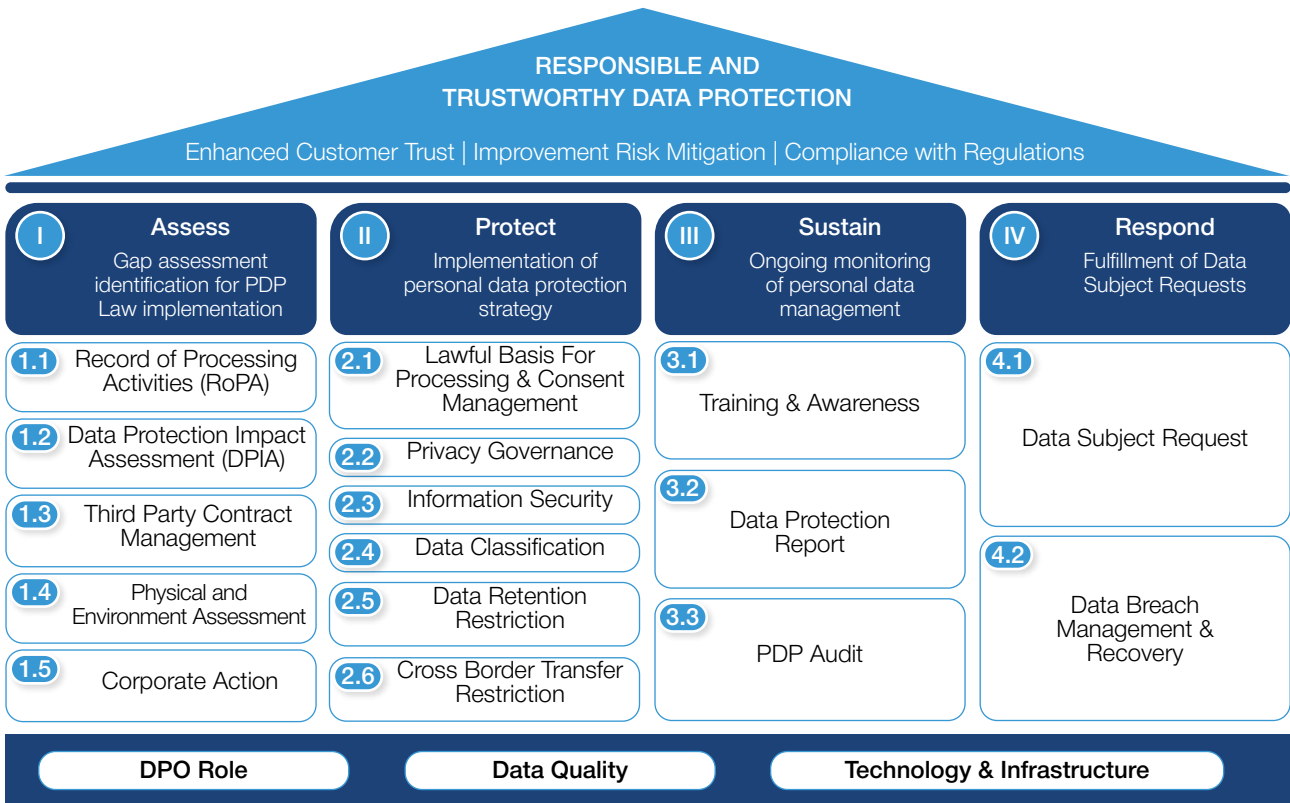 RESPONSIBLE AND
TRUSTWORTHY DATA PROTECTION
Enhanced Customer Trust | Improvement Risk Mitigation | Compliance with Regulations
I
Assess
Gap assessment
identification for PDP
Law implementation
1.1
Record of Processing
Activities (RoPA)
1.2
Data Protection Impact
Assessment (DPIA)
1.3
Third Party Contract
Management
1.4
Physical and
Environment Assessment
1.5
Corporate Action
II
Protect
Implementation of
personal data protection
strategy
2.1
Lawful Basis For
Processing & Consent
Management
2.2
Privacy Governance
2.3
Information Security
2.4
Data Classification
2.5
Data Retention
Restriction
2.6
Cross Border Transfer
Restriction
III
Sustain
Ongoing monitoring
of personal data
management
3.1
Training & Awareness
3.2
Data Protection
Report
3.3
PDP Audit
IV
Respond
Fulfillment of Data
Subject Requests
4.1
Data Subject Request
4.2
Data Breach
Management &
Recovery
DPO Role
Data Quality
Technology & Infrastructure